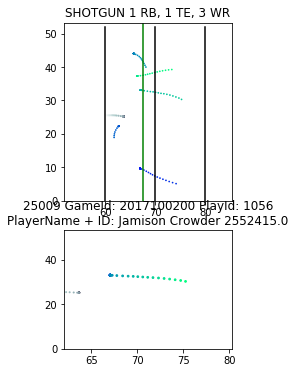 SHOTGUN 1 RB, 1 TE, 3 WR
50
40
30
20
10
0
60 70 80
25009 GameId: 2017100200 PlayId: 1056
PlayerName + ID: Jamison Crowder 2552415.0
40
20
0
65 70 75 80